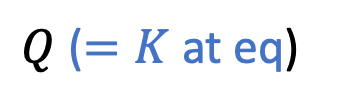 Q (= K at eq)